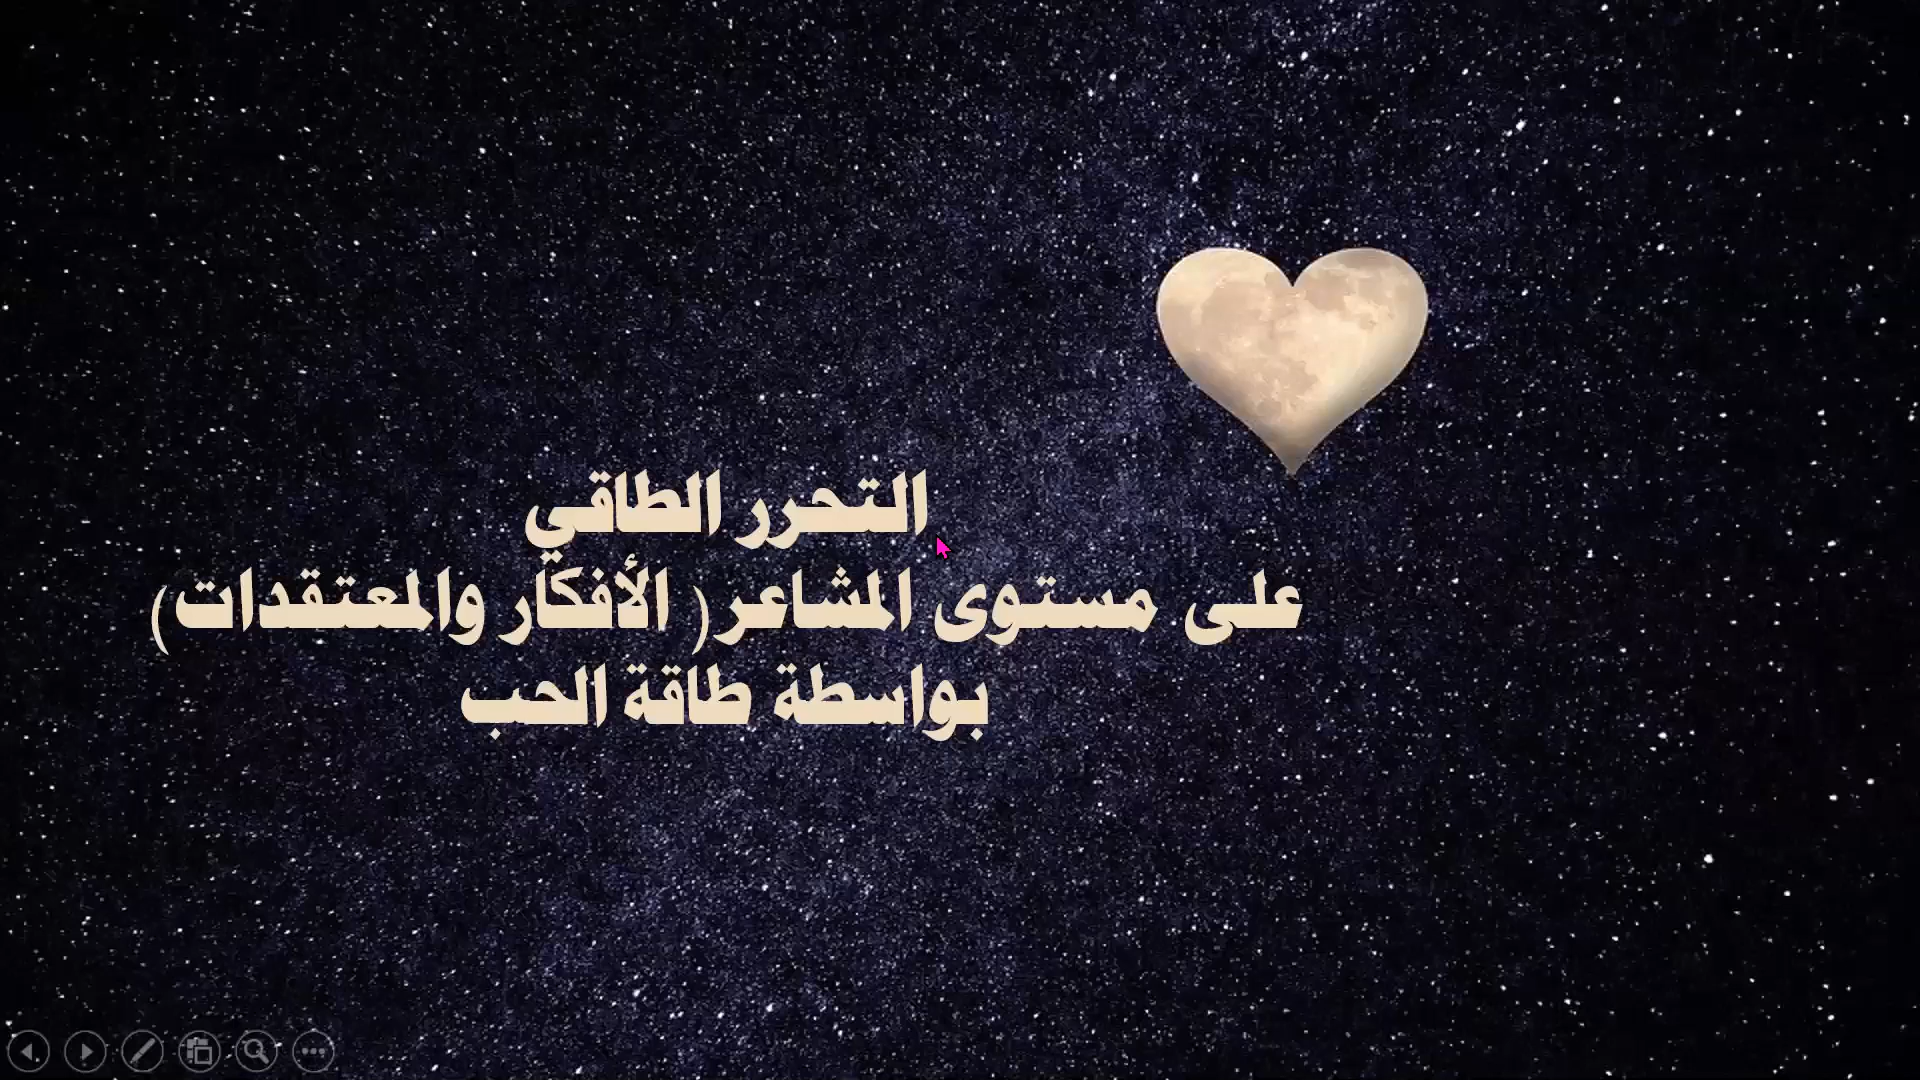 التحرر الطاقي
على مستوى المشاعر( الأفكار والمعتقدات)
بواسطة طاقة الحب